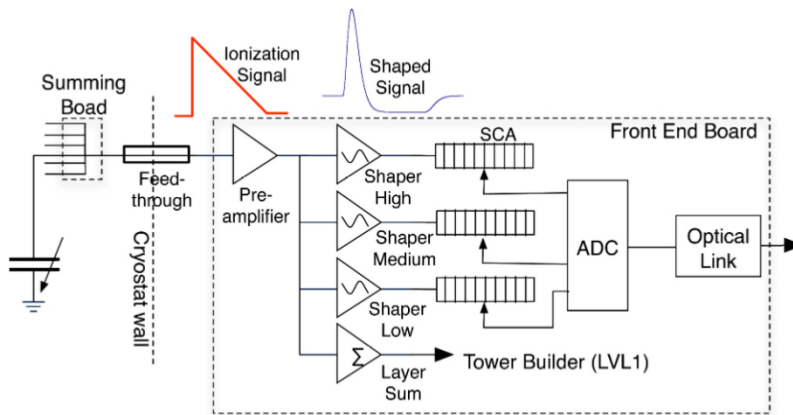 Ionization
Signal
Shaped
Signal
Summing
Boad
Front End Board
SCA
Feed-
through
Pre-
amplifier
Shaper
High
Shaper
Medium
Shaper
Low
ADC
Optical
Link
Cryostat wall
Σ
Layer
Sum
Tower Builder (LVL1)